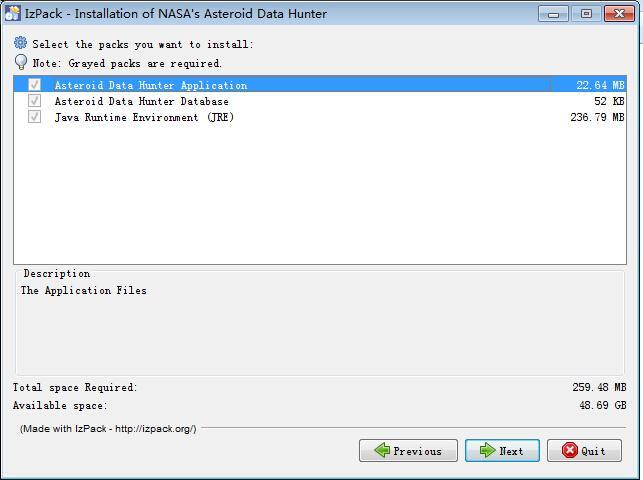 IzPack - Installation of NASA's Asteroid Data Hunter
Select the packs you want to install:
Note: Grayed packs are required.
Asteroid Data Hunter Application 22.64 MB
Asteroid Data Hunter Database 52 KB
Java Runtime Environment (JRE) 236.79 MB
Description
The Application Files
Total space Required: 259.48 MB
Available space: 48.69 GB
(Made with IzPack - http://izpack.org/)
Previous Next Quit